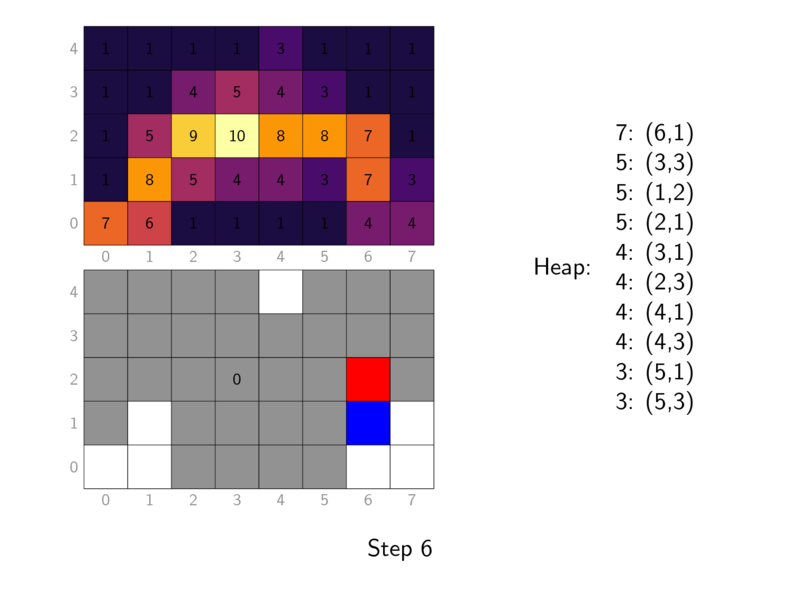 4 1 1 1 1 3 1 1 1
3 1 1 4 5 4 3 1 1
2 1 5 9 10 8 8 7 1
1 1 8 5 4 4 3 7 3
0 7 6 1 1 1 1 4 4
0 1 2 3 4 5 6 7
4
3
2 0
1
0
0 1 2 3 4 5 6 7
Heap:
7: (6,1)
5: (3,3)
5: (1,2)
5: (2,1)
4: (3,1)
4: (2,3)
4: (4,1)
4: (4,3)
3: (5,1)
3: (5,3)
Step 6